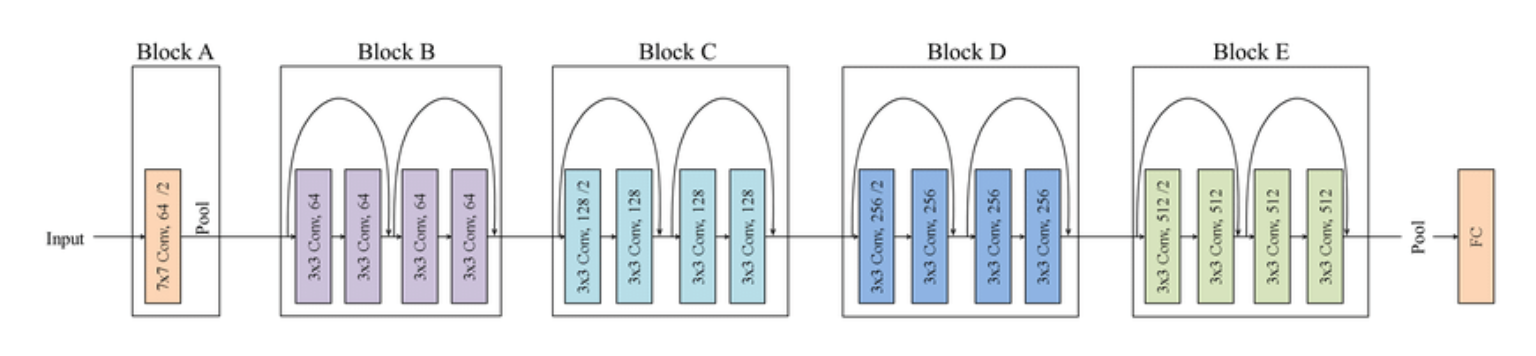 Block A
Block B
Block C
Block D
Block E
Input
7x7 Conv, 64 /2
Pool
3x3 Conv, 64
3x3 Conv, 64
3x3 Conv, 64
3x3 Conv, 64
3x3 Conv, 128 /2
3x3 Conv, 128
3x3 Conv, 128
3x3 Conv, 128
3x3 Conv, 256 /2
3x3 Conv, 256
3x3 Conv, 256
3x3 Conv, 256
3x3 Conv, 512 /2
3x3 Conv, 512
3x3 Conv, 512
3x3 Conv, 512
Pool
FC